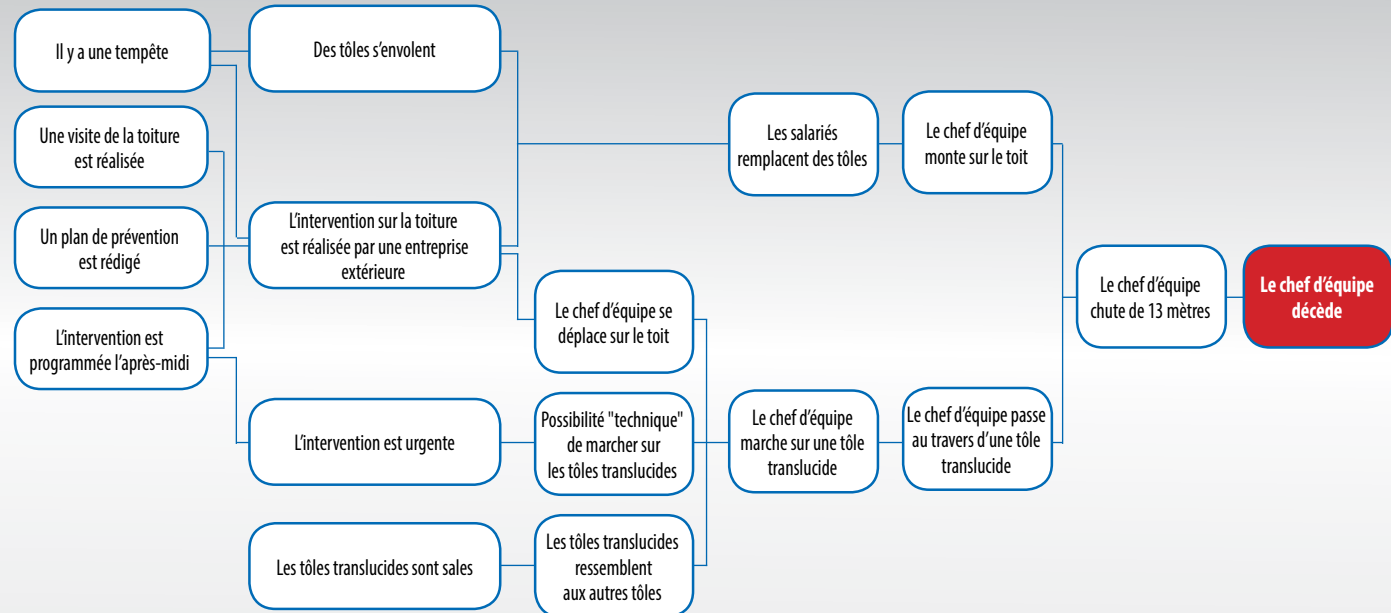 Il y a une tempête
Des tôles s'envolent
Une visite de la toiture
est réalisée
Les salariés
remplacent des tôles
Le chef d'équipe
monte sur le toit
Un plan de prévention
est rédigé
L'intervention sur la toiture
est réalisée par une entreprise
extérieure
Le chef d'équipe
chute de 13 mètres
Le chef d'équipe
décède
L'intervention est
programmée l'après-midi
Le chef d'équipe se
déplace sur le toit
L'intervention est urgente
Possibilité "technique"
de marcher sur
les tôles translucides
Le chef d'équipe
marche sur une tôle
translucide
Le chef d'équipe passe
au travers d'une tôle
translucide
Les tôles translucides sont sales
Les tôles translucides
ressemblent
aux autres tôles